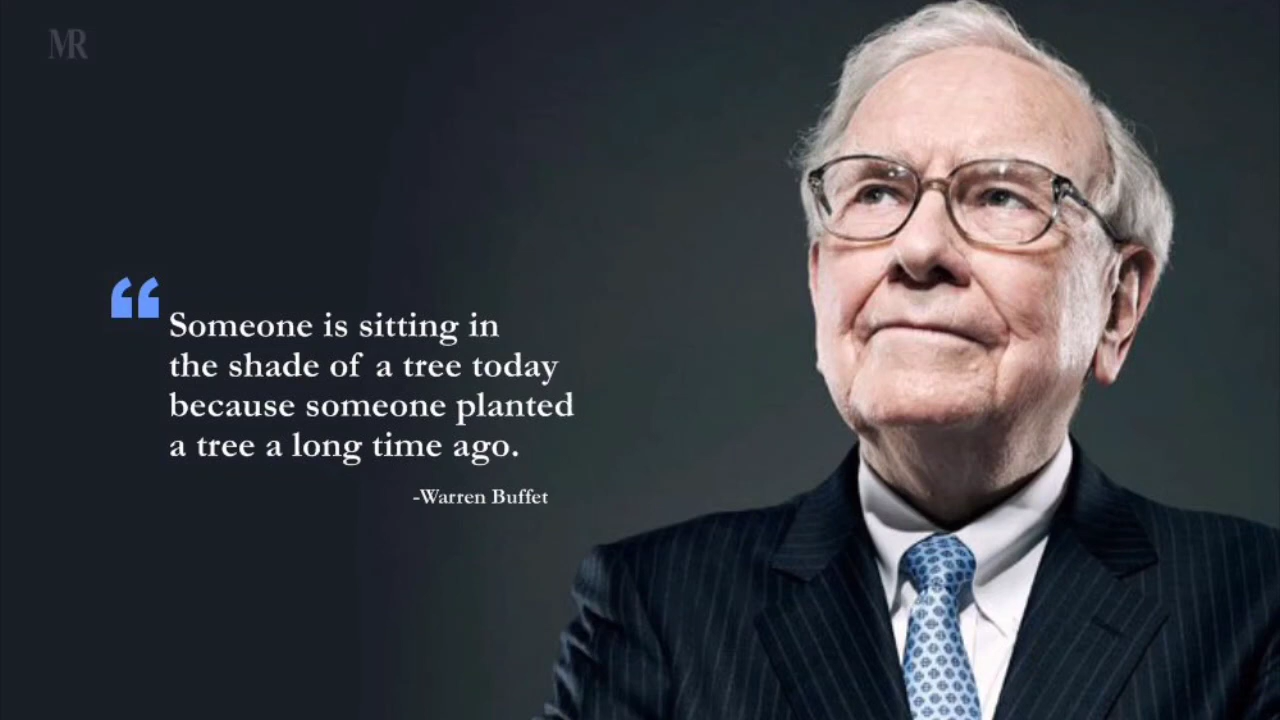 MR
“
Someone is sitting in
the shade of a tree today
because someone planted
a tree a long time ago.
-Warren Buffet